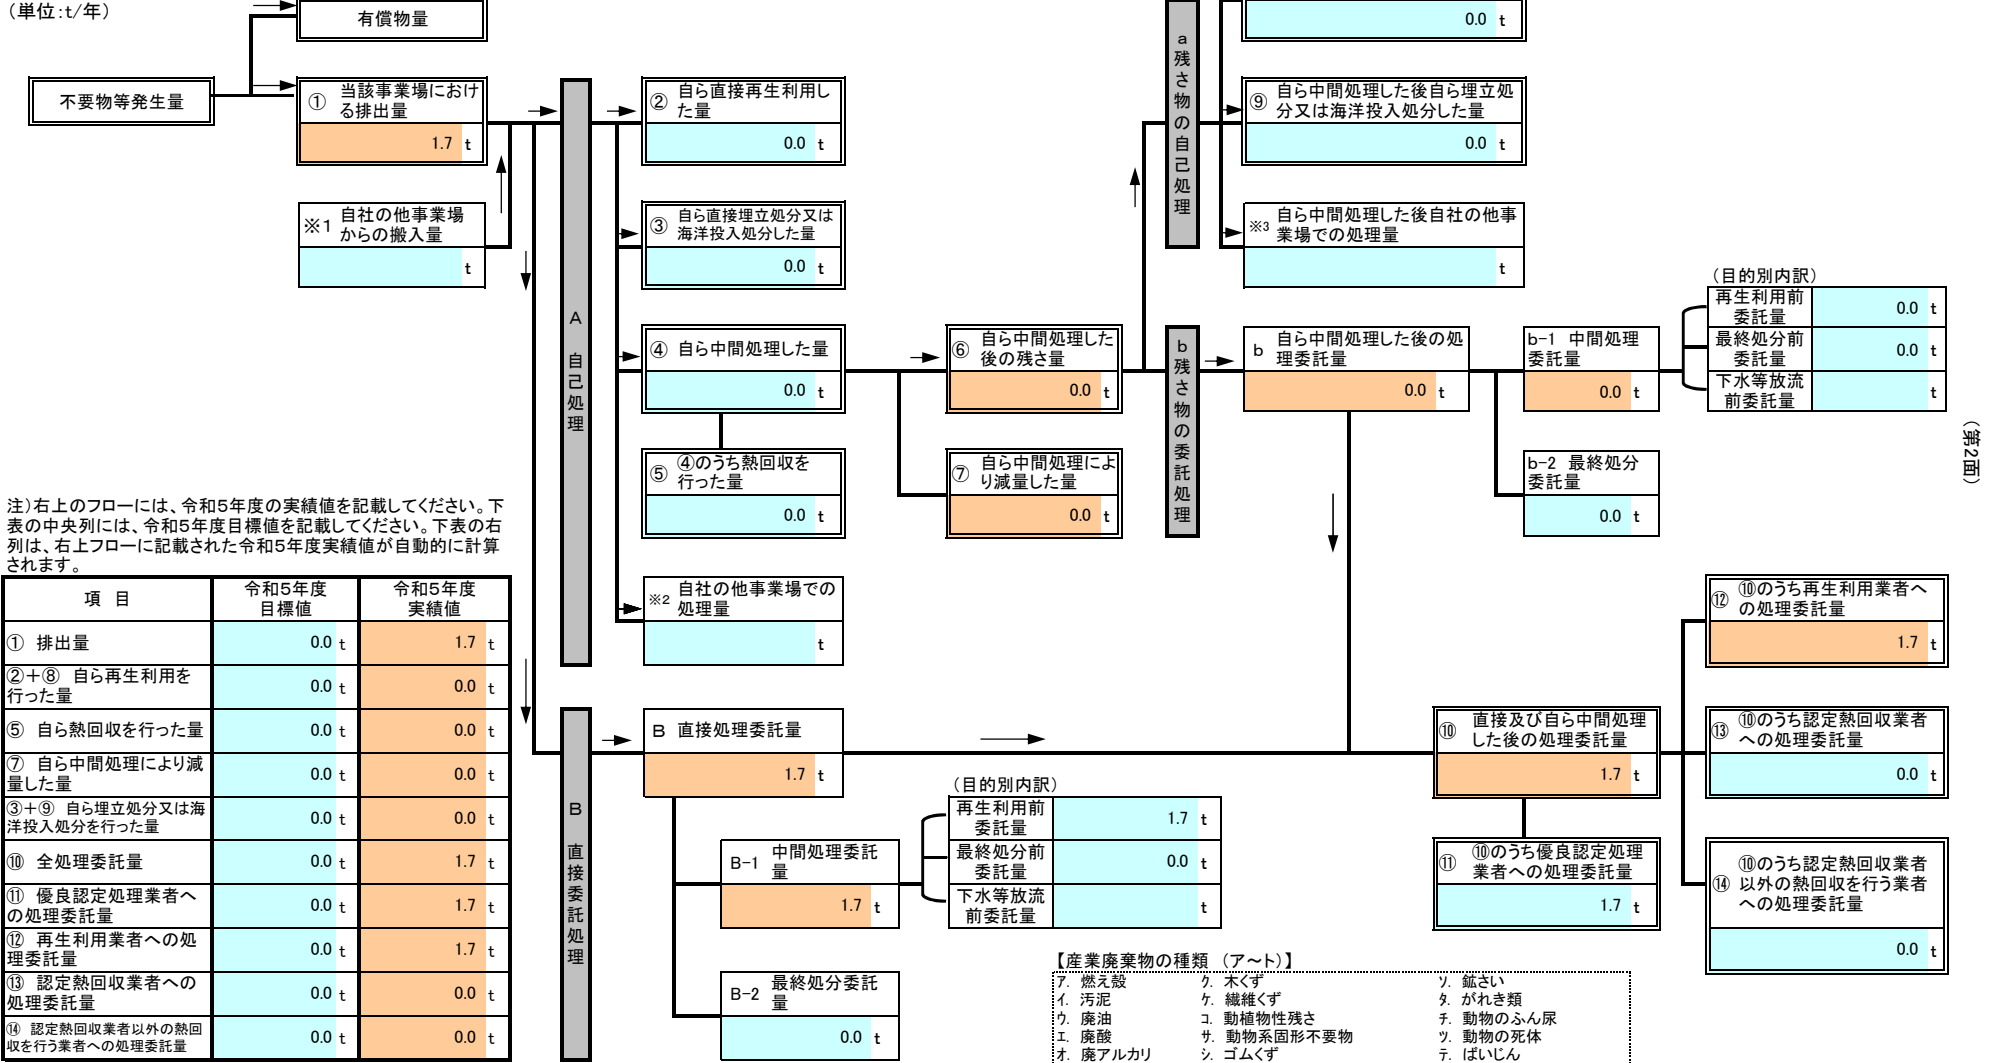 （単位：t/年）
有償物量
不要物等発生量
① 当該事業場におけ
る排出量
1.7 t
※1 自社の他事業場
からの搬入量
t
A 自己処理
② 自ら直接再生利用し
た量
0.0 t
③ 自ら直接埋立処分又は
海洋投入処分した量
0.0 t
④ 自ら中間処理した量
0.0 t
⑤ ④のうち熱回収を
行った量
0.0 t
※2 自社の他事業場での
処理量
t
⑥ 自ら中間処理した
後の残さ量
0.0 t
⑦ 自ら中間処理によ
り減量した量
0.0 t
a 残さ物の自己処理
0.0 t
⑨ 自ら中間処理した後自ら埋立処
分又は海洋投入処分した量
0.0 t
※3 自ら中間処理した後自社の他事
業場での処理量
t
b 残さ物の委託処理
b 自ら中間処理した後の処
理委託量
0.0 t
b-1 中間処理
委託量
0.0 t
b-2 最終処分
委託量
0.0 t
（目的別内訳）
再生利用前
委託量
0.0 t
最終処分前
委託量
0.0 t
下水等放流
前委託量
t
（第2面）
注）右上のフローには、令和5年度の実績値を記載してください。下
表の中央列には、令和5年度目標値を記載してください。下表の右
列は、右上フローに記載された令和5年度実績値が自動的に計算
されます。
項 目
令和5年度
目標値
令和5年度
実績値
① 排出量 0.0 t 1.7 t
②＋⑧ 自ら再生利用を
行った量 0.0 t 0.0 t
⑤ 自ら熱回収を行った量 0.0 t 0.0 t
⑦ 自ら中間処理により減
量した量 0.0 t 0.0 t
③＋⑨ 自ら埋立処分又は海
洋投入処分を行った量 0.0 t 0.0 t
⑩ 全処理委託量 0.0 t 1.7 t
⑪ 優良認定処理業者へ
の処理委託量 0.0 t 1.7 t
⑫ 再生利用業者への処
理委託量 0.0 t 1.7 t
⑬ 認定熱回収業者への
処理委託量 0.0 t 0.0 t
⑭ 認定熱回収業者以外の熱回
収を行う業者への処理委託量 0.0 t 0.0 t
B 直接委託処理
B 直接処理委託量
1.7 t
B-1 中間処理委託
量
1.7 t
B-2 最終処分委託
量
0.0 t
（目的別内訳）
再生利用前
委託量
1.7 t
最終処分前
委託量
0.0 t
下水等放流
前委託量
t
⑩ 直接及び自ら中間処理
した後の処理委託量
1.7 t
⑪ ⑩のうち優良認定処理
業者への処理委託量
1.7 t
⑫ ⑩のうち再生利用業者へ
の処理委託量
1.7 t
⑬ ⑩のうち認定熱回収業者
への処理委託量
0.0 t
⑭ ⑩のうち認定熱回収業者
以外の熱回収を行う業者
への処理委託量
0.0 t
【産業廃棄物の種類 （ア～ト）】
ア. 燃え殻 ク. 木くず ソ. 鉱さい
イ. 汚泥 ケ. 繊維くず タ. がれき類
ウ. 廃油 コ. 動植物性残さ チ. 動物のふん尿
エ. 廃酸 サ. 動物系固形不要物 ツ. 動物の死体
オ. 廃アルカリ シ. ゴムくず テ. ばいじん